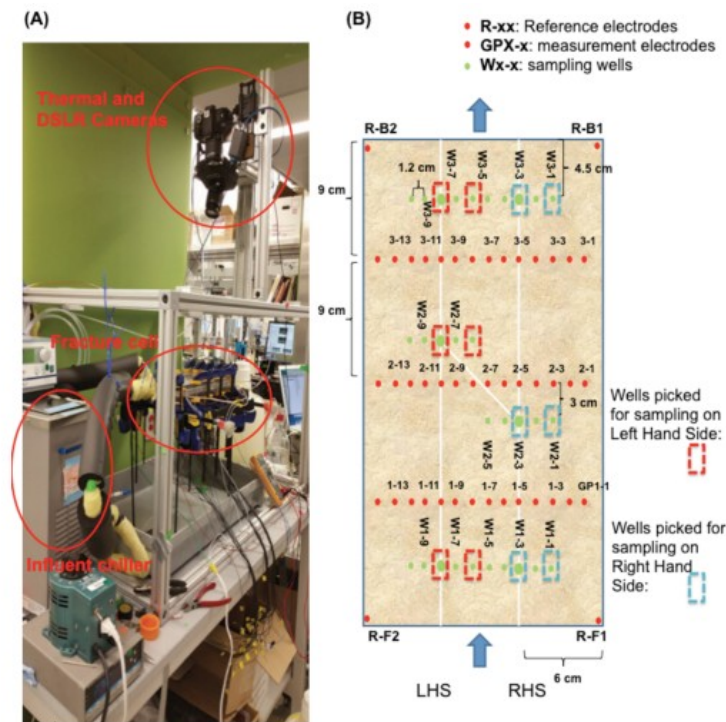 (A)
Thermal and
DSLR Cameras
Fracture cell
Influent chiller
(B)
R-xx: Reference electrodes
GPX-x: measurement electrodes
Wx-x: sampling wells
R-B2
R-B1
W3-7
W3-5
W3-3
W3-1
4.5 cm
1.2 cm
9 cm
W3-9
3-13 3-11 3-9 3-7 3-5 3-3 3-1
9 cm
W2-9
W2-7
2-13 2-11 2-9 2-7 2-5 2-3 2-1
3 cm
W2-5
W2-3
W2-1
Wells picked
for sampling on
Left Hand Side:
1-13 1-11 1-9 1-7 1-5 1-3 GP1-1
W1-9
W1-7
W1-5
W1-3
W1-1
Wells picked for
sampling on
Right Hand
Side:
R-F2
R-F1
6 cm
LHS
RHS